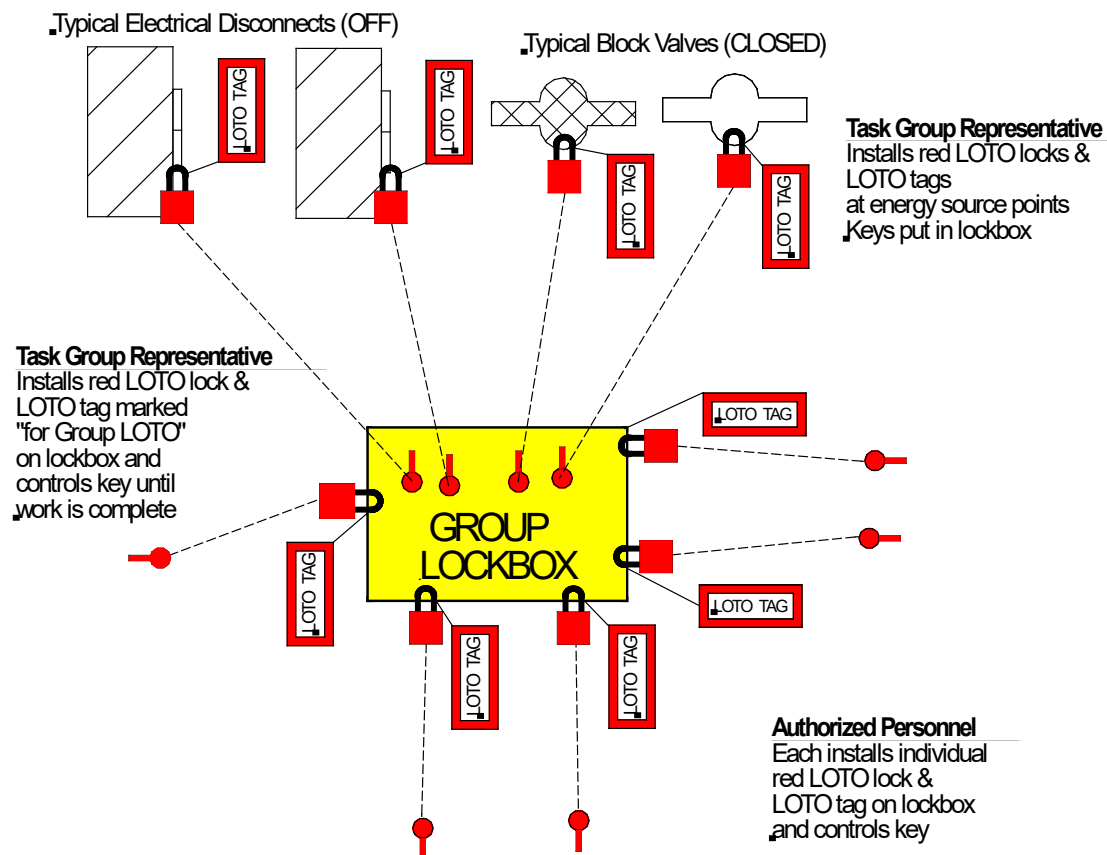 Typical Electrical Disconnects (OFF)
Typical Block Valves (CLOSED)
LOTO TAG
LOTO TAG
LOTO TAG
LOTO TAG
Task Group Representative
Installs red LOTO locks &
LOTO tags
at energy source points
Keys put in lockbox
Task Group Representative
Installs red LOTO lock &
LOTO tag marked
"for Group LOTO"
on lockbox and
controls key until
work is complete
LOTO TAG
GROUP
LOCKBOX
LOTO TAG
LOTO TAG
LOTO TAG
LOTO TAG
Authorized Personnel
Each installs individual
red LOTO lock &
LOTO tag on lockbox
and controls key